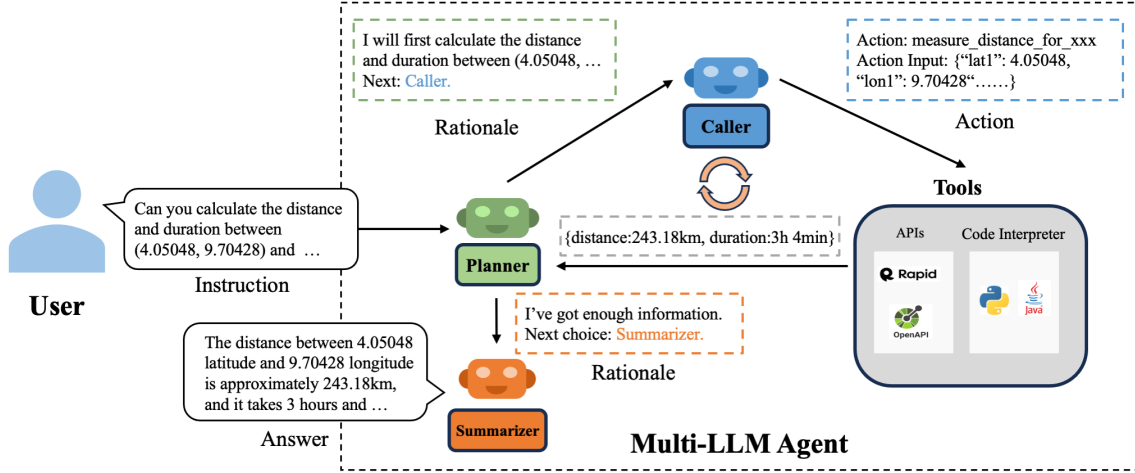 I will first calculate the distance
and duration between (4.05048, …
Next: Caller.
Rationale
Caller
Action: measure_distance_for_xxx
Action Input: {“lat1”: 4.05048,
“lon1”: 9.70428“……}
Action
Tools
APIs
Code Interpreter
Rapid
OpenAPI
Java
Can you calculate the distance
and duration between
(4.05048, 9.70428) and …
Instruction
User
Planner
{distance:243.18km, duration:3h 4min}
I’ve got enough information.
Next choice: Summarizer.
Rationale
The distance between 4.05048
latitude and 9.70428 longitude
is approximately 243.18km,
and it takes 3 hours and …
Answer
Summarizer
Multi-LLM Agent